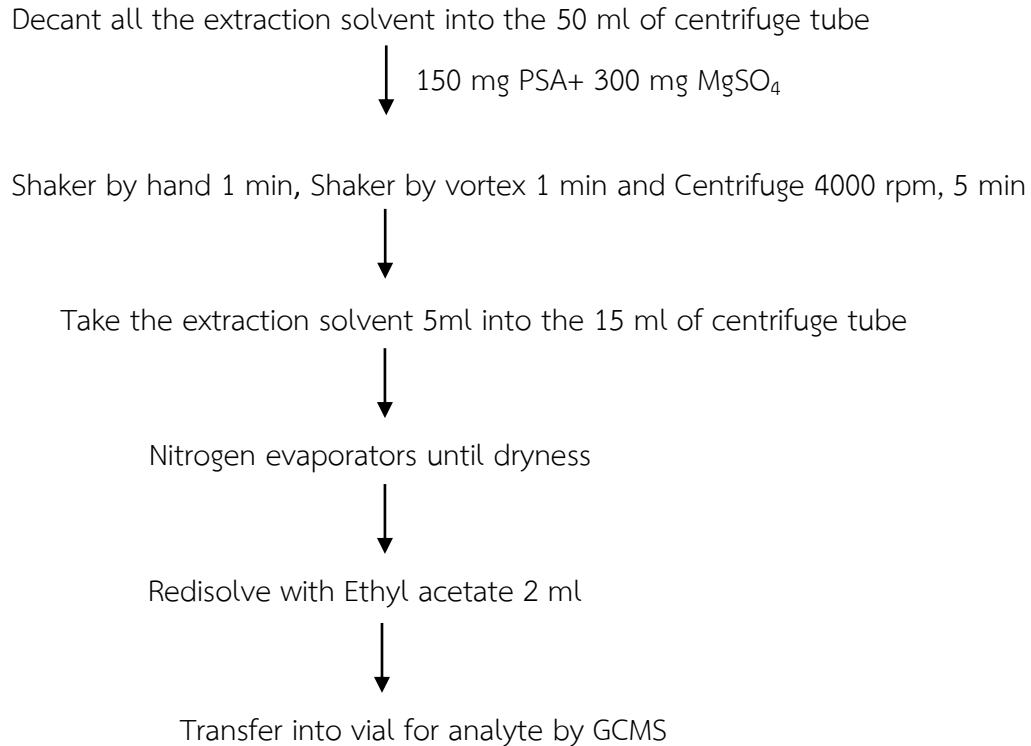 Decant all the extraction solvent into the 50 ml of centrifuge tube
150 mg PSA+ 300 mg MgSO₄
Shaker by hand 1 min, Shaker by vortex 1 min and Centrifuge 4000 rpm, 5 min
Take the extraction solvent 5ml into the 15 ml of centrifuge tube
Nitrogen evaporators until dryness
Redisolve with Ethyl acetate 2 ml
Transfer into vial for analyte by GCMS